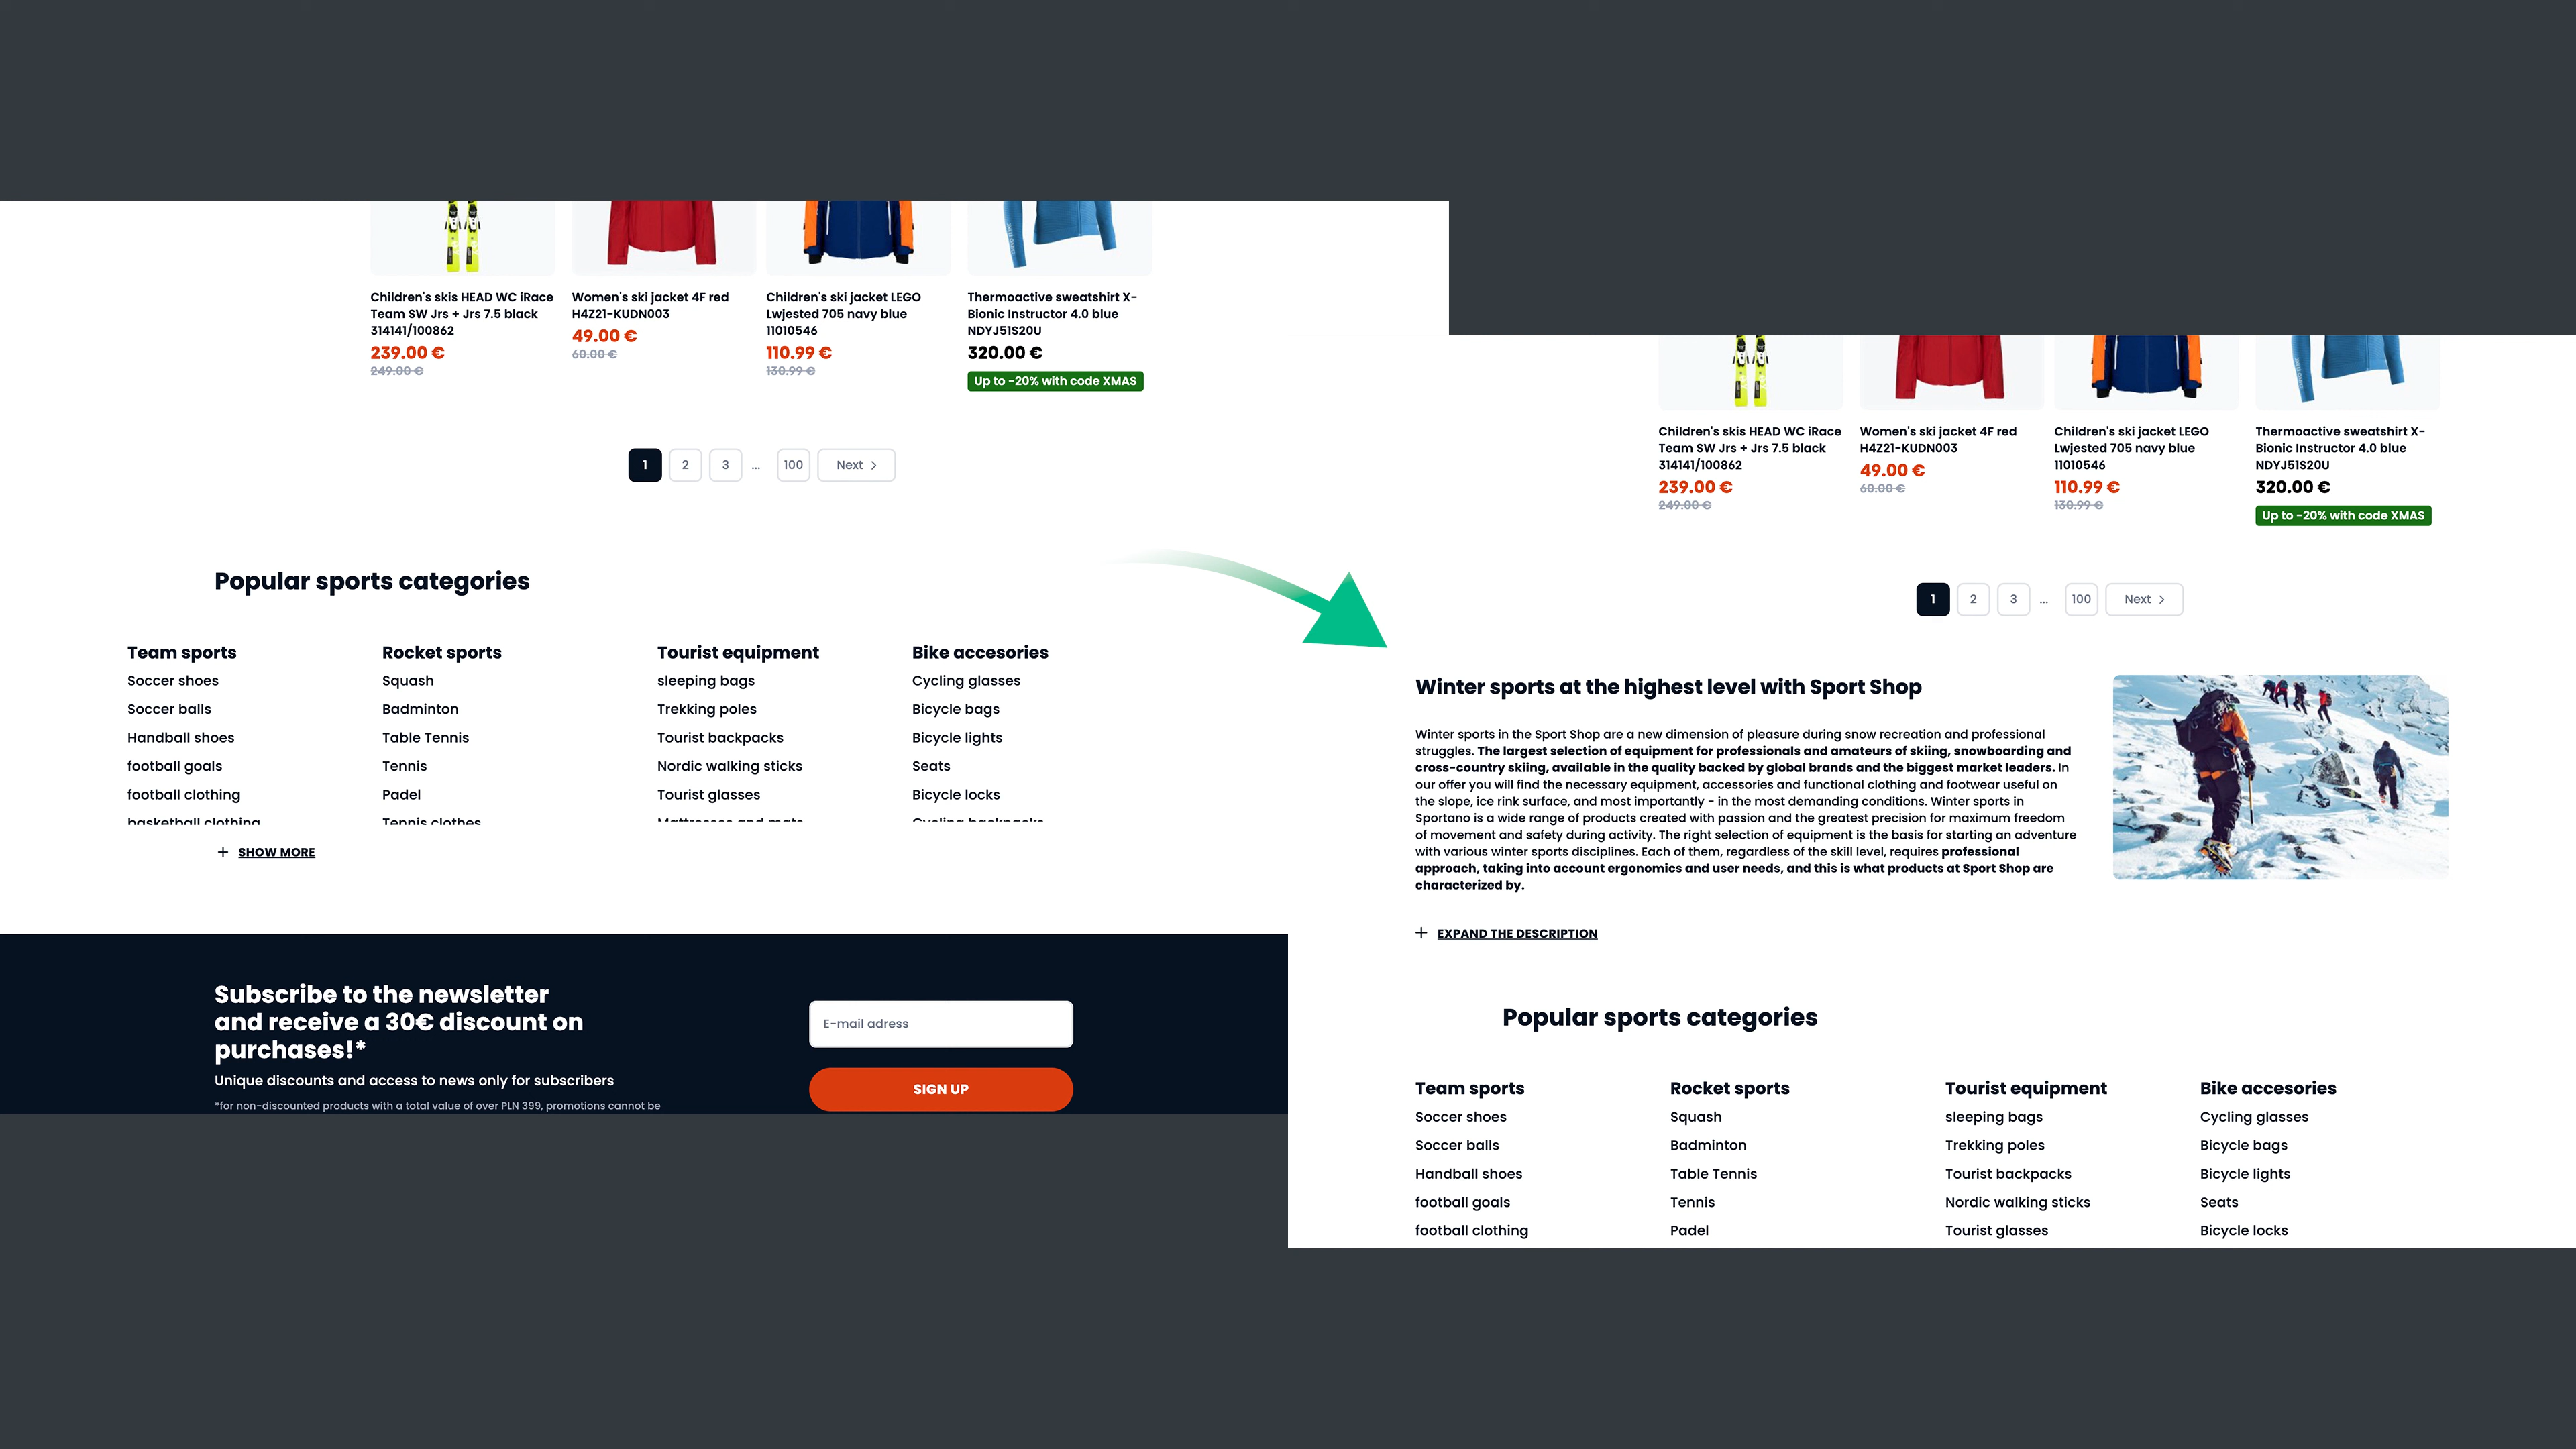 Children's skis HEAD WC iRace
Team SW Jrs + Jrs 7.5 black
314141/100862
239.00 €
249.00 €
Women's ski jacket 4F red
H4Z21-KUDN003
49.00 €
60.00 €
Children's ski jacket LEGO
Lwjested 705 navy blue
11010546
110.99 €
130.99 €
Thermoactive sweatshirt X-
Bionic Instructor 4.0 blue
NDYJ51S20U
320.00 €
Up to -20% with code XMAS
1 2 3 ... 100 Next
Popular sports categories
Team sports
Soccer shoes
Soccer balls
Handball shoes
football goals
football clothing
basketball clothing
Rocket sports
Squash
Badminton
Table Tennis
Tennis
Padel
Tennis clothes
Tourist equipment
sleeping bags
Trekking poles
Tourist backpacks
Nordic walking sticks
Tourist glasses
Mattresses and mats
Bike accesories
Cycling glasses
Bicycle bags
Bicycle lights
Seats
Bicycle locks
Cycling backpacks
+ SHOW MORE
Subscribe to the newsletter
and receive a 30€ discount on
purchases!*
Unique discounts and access to news only for subscribers
*for non-discounted products with a total value of over PLN 399, promotions cannot be
E-mail adress
SIGN UP
Children's skis HEAD WC iRace
Team SW Jrs + Jrs 7.5 black
314141/100862
239.00 €
249.00 €
Women's ski jacket 4F red
H4Z21-KUDN003
49.00 €
60.00 €
Children's ski jacket LEGO
Lwjested 705 navy blue
11010546
110.99 €
130.99 €
Thermoactive sweatshirt X-
Bionic Instructor 4.0 blue
NDYJ51S20U
320.00 €
Up to -20% with code XMAS
1 2 3 ... 100 Next
Winter sports at the highest level with Sport Shop
Winter sports in the Sport Shop are a new dimension of pleasure during snow recreation and professional
struggles. The largest selection of equipment for professionals and amateurs of skiing, snowboarding and
cross-country skiing, available in the quality backed by global brands and the biggest market leaders. In
our offer you will find the necessary equipment, accessories and functional clothing and footwear useful on
the slope, ice rink surface, and most importantly - in the most demanding conditions. Winter sports in
Sportano is a wide range of products created with passion and the greatest precision for maximum freedom
of movement and safety during activity. The right selection of equipment is the basis for starting an adventure
with various winter sports disciplines. Each of them, regardless of the skill level, requires professional
approach, taking into account ergonomics and user needs, and this is what products at Sport Shop are
characterized by.
+ EXPAND THE DESCRIPTION
Popular sports categories
Team sports
Soccer shoes
Soccer balls
Handball shoes
football goals
football clothing
Rocket sports
Squash
Badminton
Table Tennis
Tennis
Padel
Tourist equipment
sleeping bags
Trekking poles
Tourist backpacks
Nordic walking sticks
Tourist glasses
Bike accesories
Cycling glasses
Bicycle bags
Bicycle lights
Seats
Bicycle locks